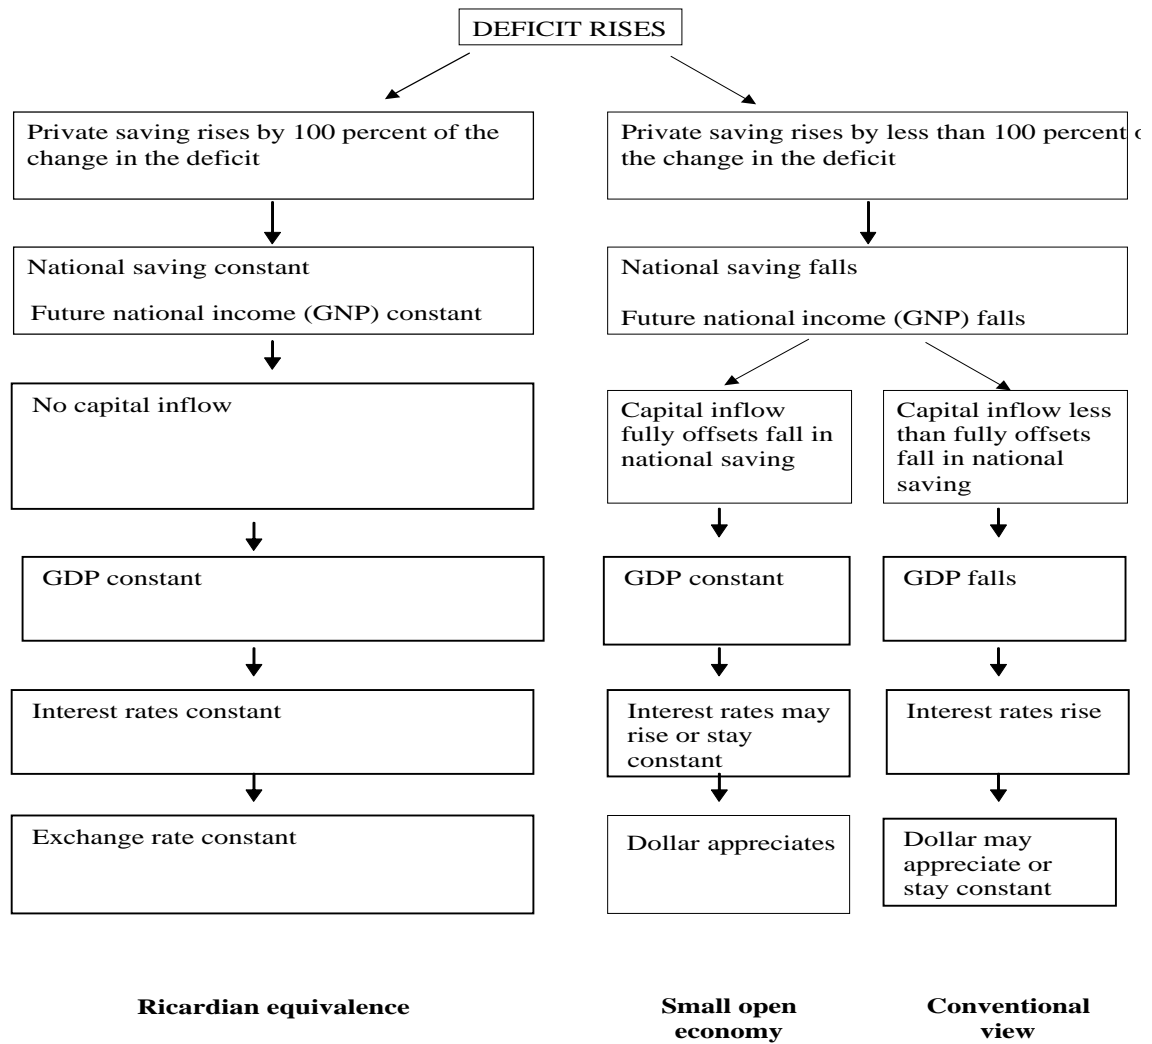 DEFICIT RISES
Private saving rises by 100 percent of the
change in the deficit
Private saving rises by less than 100 percent
the change in the deficit
National saving constant
Future national income (GNP) constant
National saving falls
Future national income (GNP) falls
No capital inflow
Capital inflow
fully offsets fall in
national saving
Capital inflow less
than fully offsets
fall in national
saving
GDP constant
GDP constant
GDP falls
Interest rates constant
Interest rates may
rise or stay
constant
Interest rates rise
Exchange rate constant
Dollar appreciates
Dollar may
appreciate or
stay constant
Ricardian equivalence
Small open
economy
Conventional
view